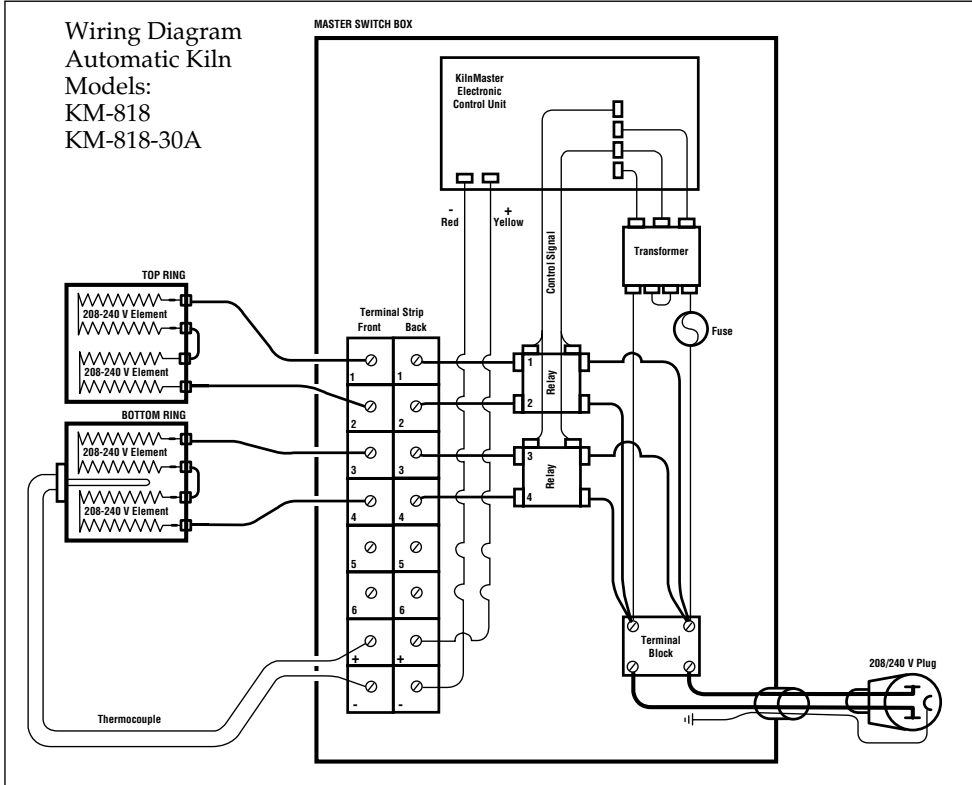 Wiring Diagram
Automatic Kiln
Models:
KM-818
KM-818-30A
MASTER SWITCH BOX
KilnMaster
Electronic
Control Unit
-
Red
+
Yellow
Control Signal
Transformer
Fuse
TOP RING
208-240 V Element
208-240 V Element
BOTTOM RING
208-240 V Element
208-240 V Element
Terminal Strip
Front Back
1 1
2 2
3 3
4 4
5 5
6 6
+ +
- -
1
Relay
2
3
Relay
4
Terminal
Block
208/240 V Plug
Thermocouple